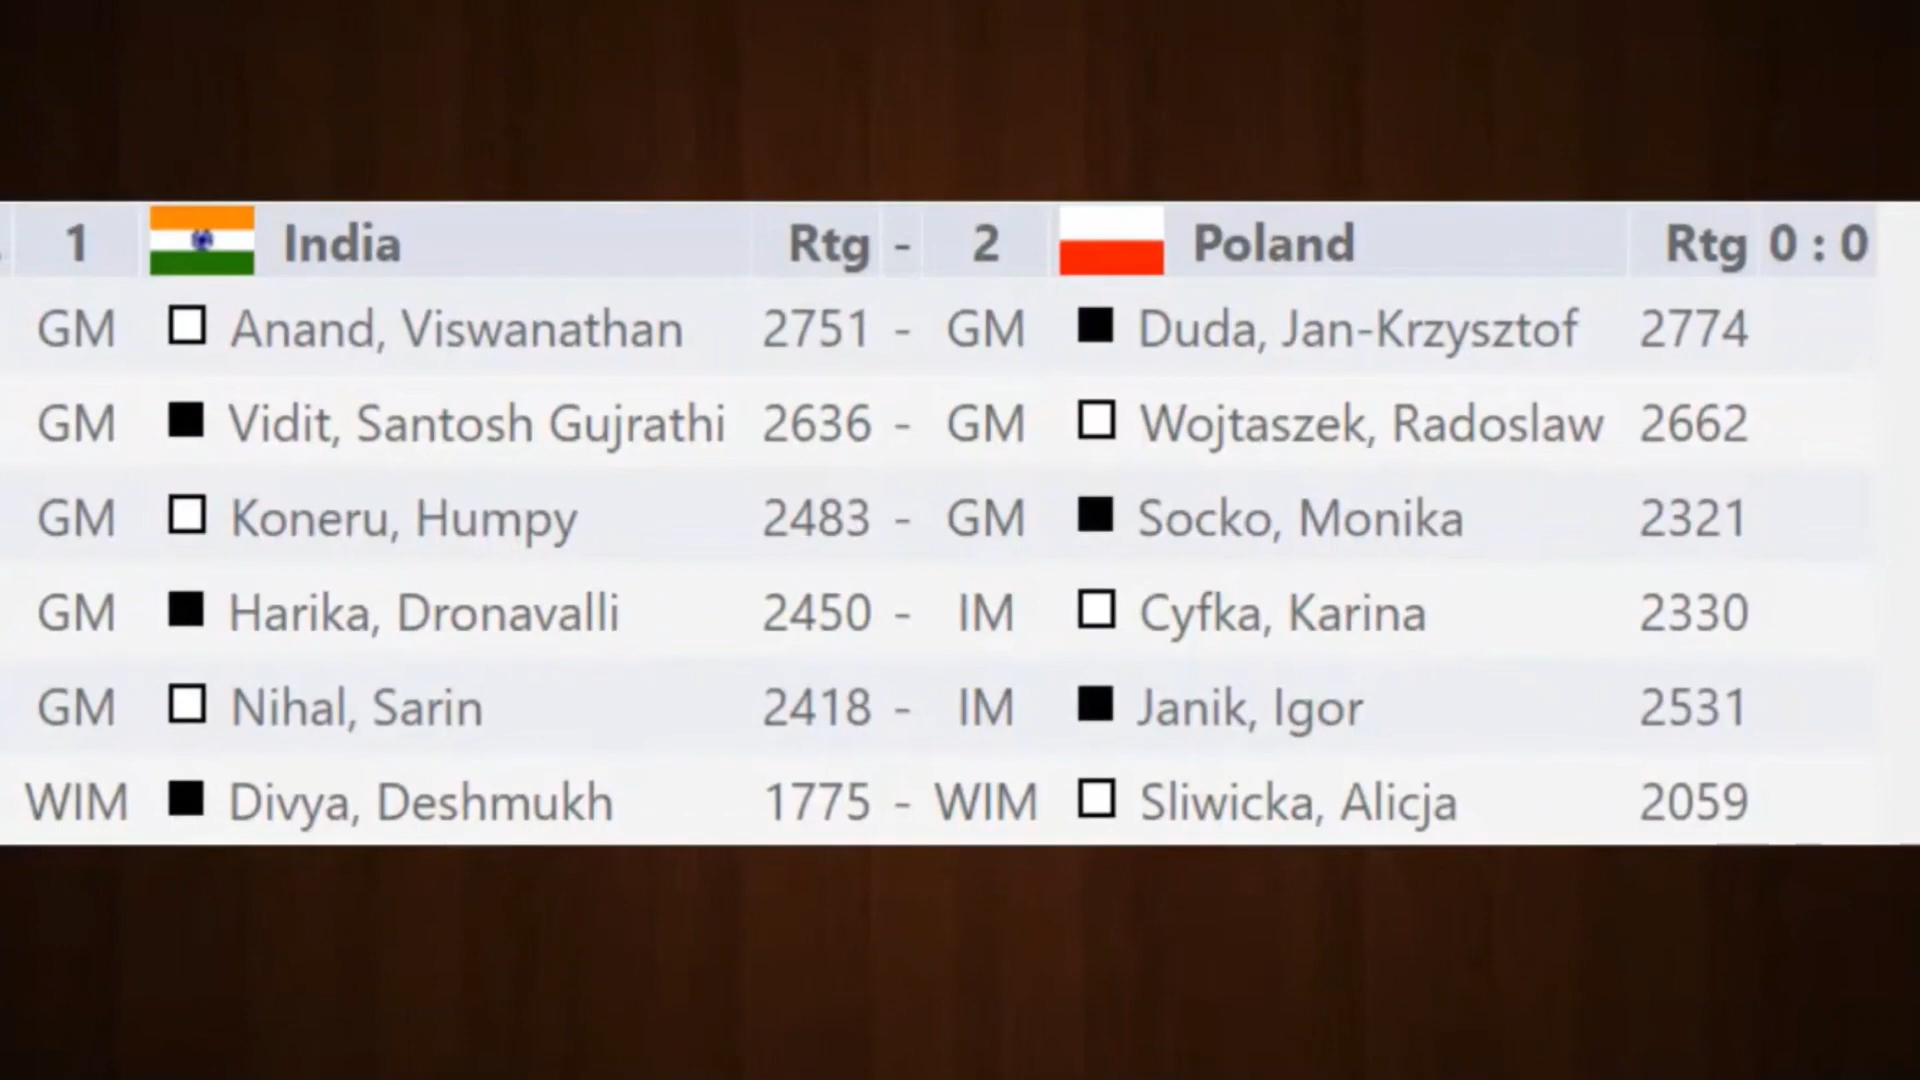 1 India Rtg - 2 Poland Rtg 0 : 0
GM Anand, Viswanathan 2751 - GM Duda, Jan-Krzysztof 2774
GM Vidit, Santosh Gujrathi 2636 - GM Wojtaszek, Radoslaw 2662
GM Koneru, Humpy 2483 - GM Socko, Monika 2321
GM Harika, Dronavalli 2450 - IM Cyfka, Karina 2330
GM Nihal, Sarin 2418 - IM Janik, Igor 2531
WIM Divya, Deshmukh 1775 - WIM Sliwicka, Alicja 2059